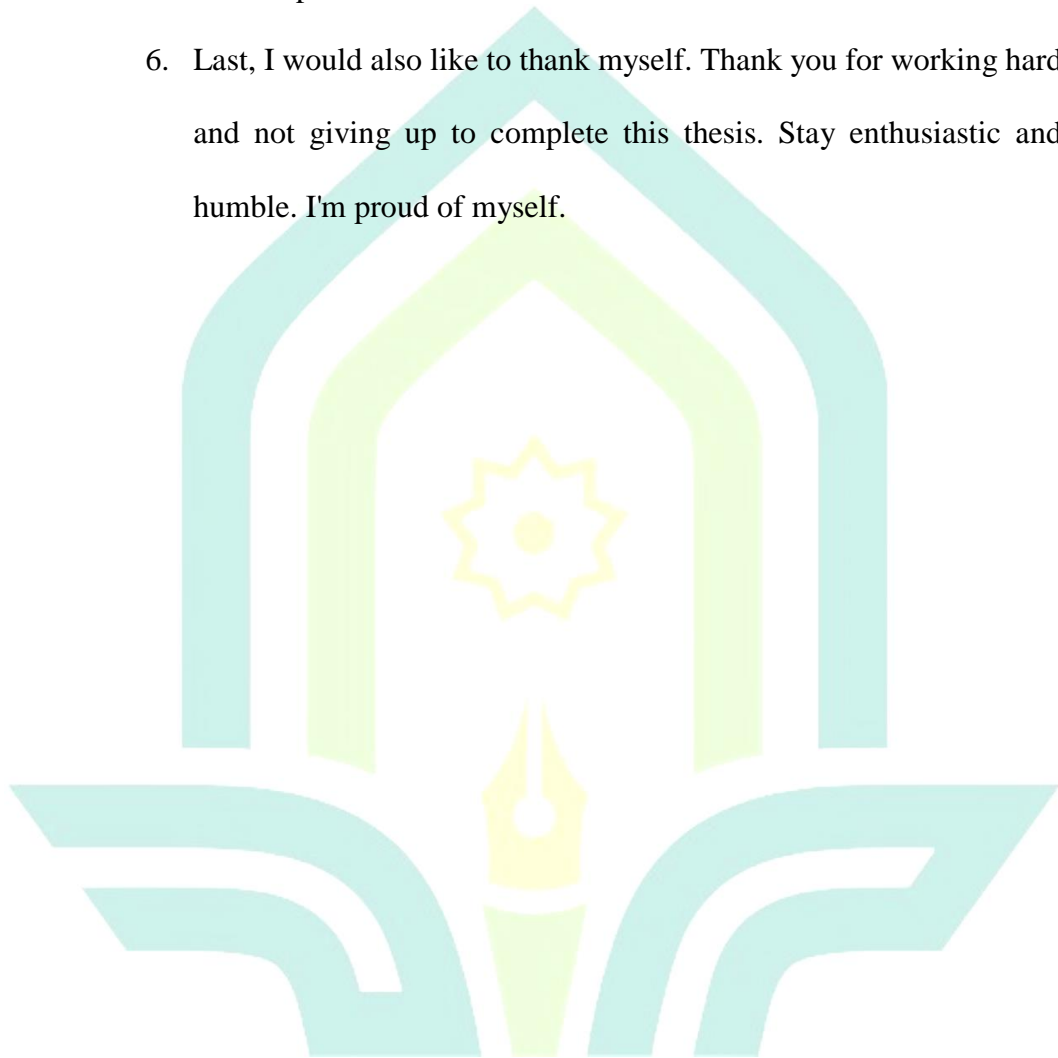 6. Last, I would also like to thank myself. Thank you for working hard
and not giving up to complete this thesis. Stay enthusiastic and
humble. I'm proud of myself.